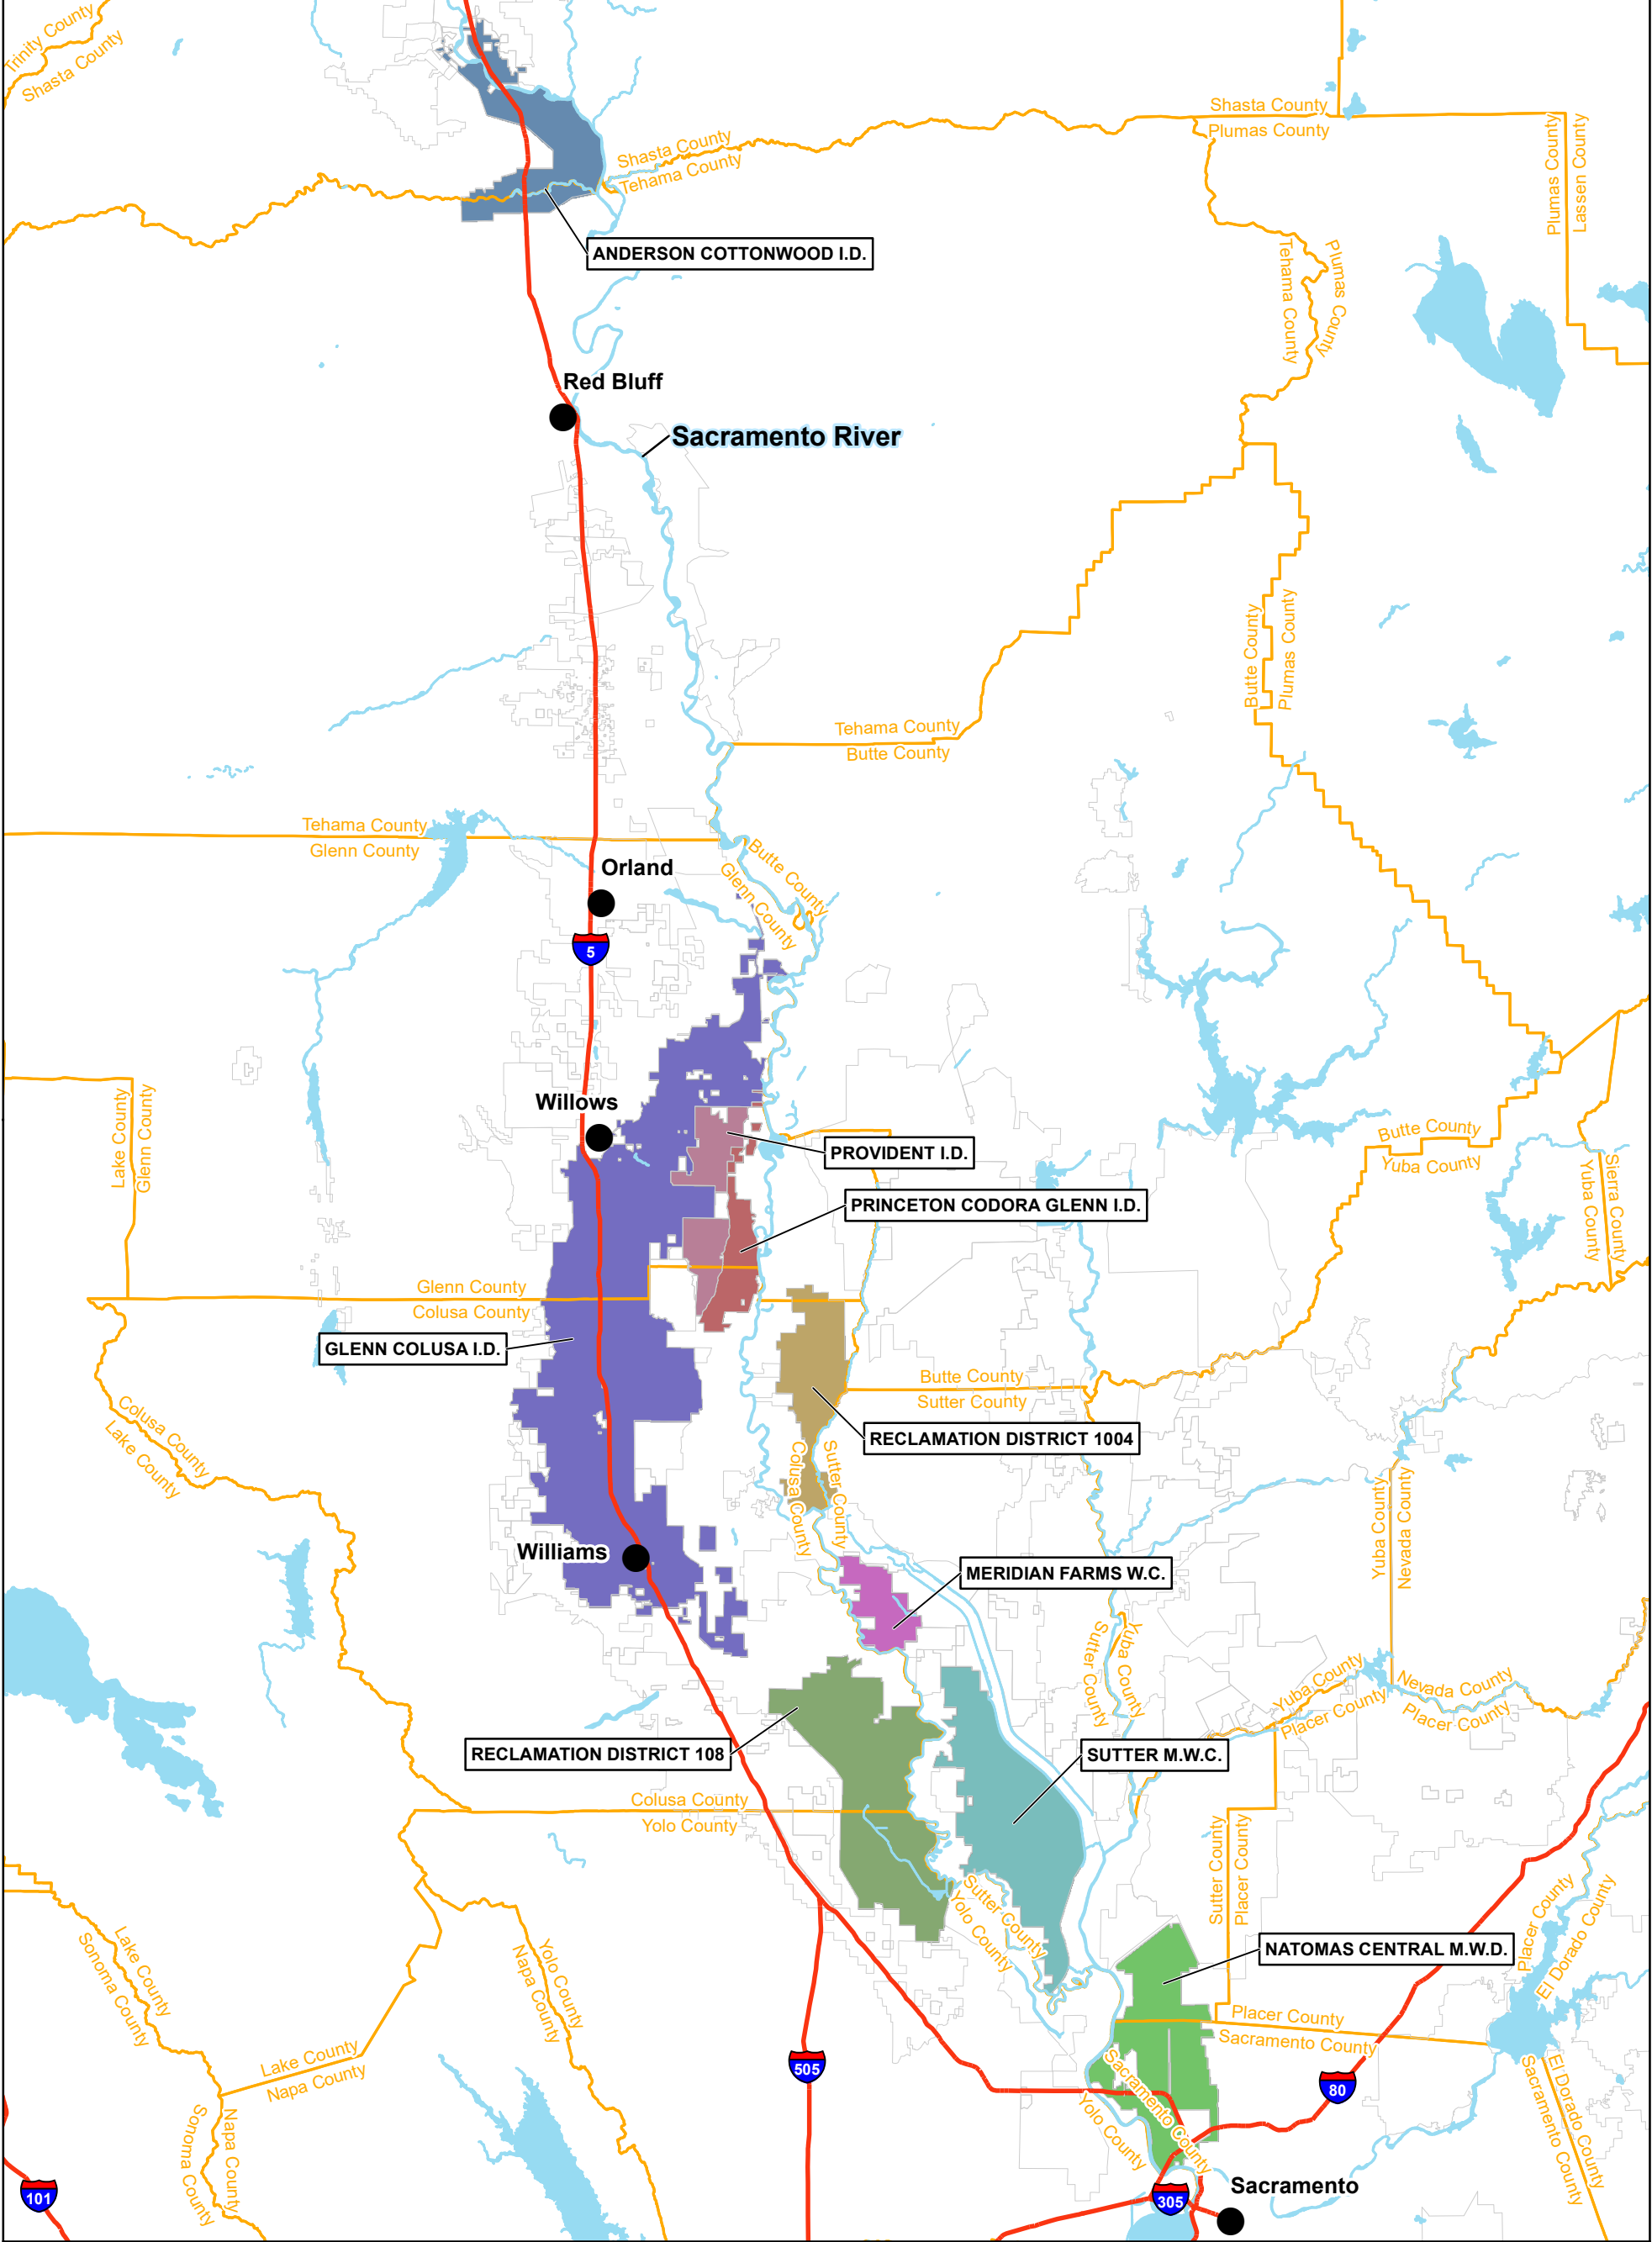 Trinity County
Shasta County
Shasta County
Plumas County
Plumas County
Lassen County
Shasta County
Tehama County
ANDERSON COTTONWOOD I.D.
Tehama County
Plumas County
Red Bluff
Sacramento River
Butte County
Plumas County
Tehama County
Butte County
Tehama County
Glenn County
Orland
Butte County
Glenn County
5
Lake County
Glenn County
Willows
PROVIDENT I.D.
Butte County
Yuba County
Sierra County
Yuba County
PRINCETON CODORA GLENN I.D.
Glenn County
Colusa County
GLENN COLUSA I.D.
Butte County
Sutter County
Colusa County
Lake County
RECLAMATION DISTRICT 1004
Colusa County
Sutter County
Yuba County
Nevada County
Williams
MERIDIAN FARMS W.C.
Yuba County
Sutter County
Yuba County
Placer County
Nevada County
Placer County
RECLAMATION DISTRICT 108
SUTTER M.W.C.
Colusa County
Yolo County
Sutter County
Placer County
Sutter County
Yolo County
Placer County
El Dorado County
Lake County
Sonoma County
Yolo County
Napa County
NATOMAS CENTRAL M.W.D.
Placer County
Sacramento County
Lake County
Napa County
505
80
Sacramento County
Yolo County
El Dorado County
Sacramento County
Napa County
Sonoma County
101
305
Sacramento